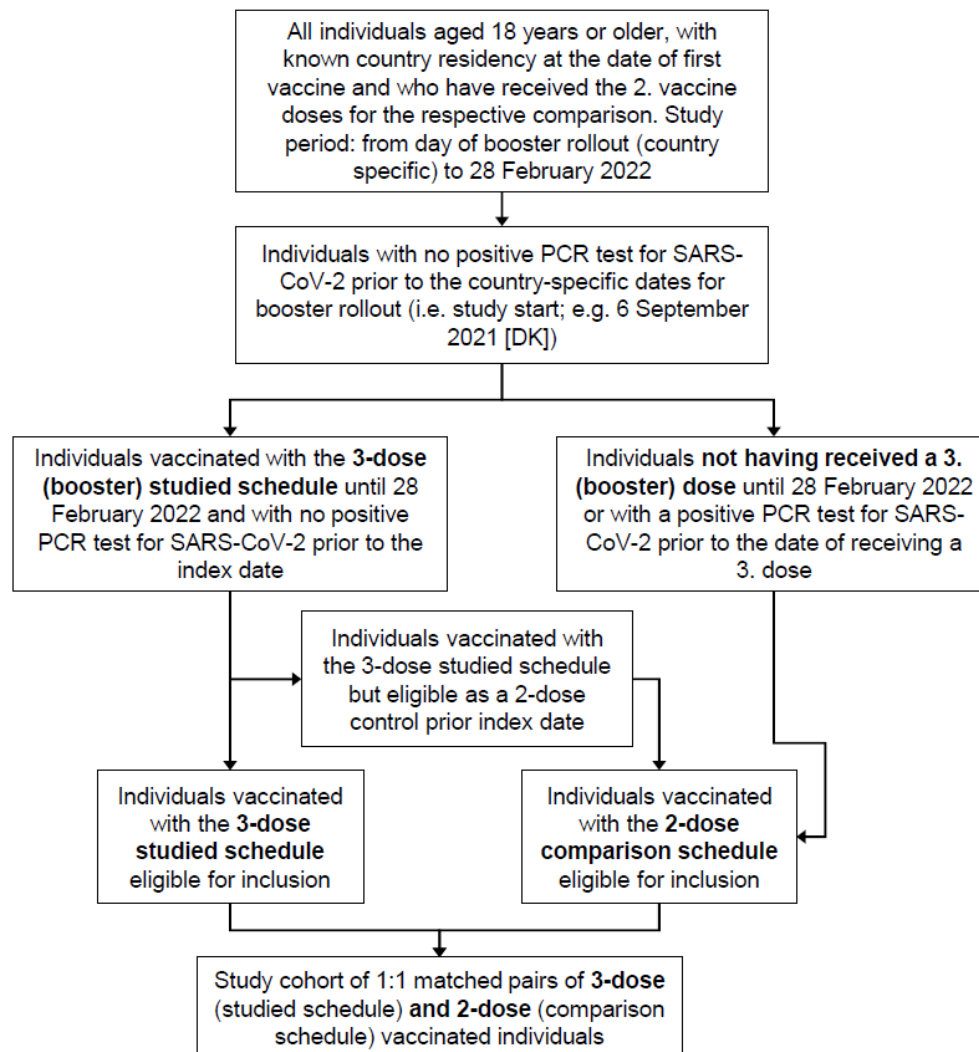 All individuals aged 18 years or older, with
known country residency at the date of first
vaccine and who have received the 2. vaccine
doses for the respective comparison. Study
period: from day of booster rollout (country
specific) to 28 February 2022
Individuals with no positive PCR test for SARS-
CoV-2 prior to the country-specific dates for
booster rollout (i.e. study start; e.g. 6 September
2021 [DK])
Individuals vaccinated with the 3-dose
(booster) studied schedule until 28
February 2022 and with no positive
PCR test for SARS-CoV-2 prior to the
index date
Individuals not having received a 3.
(booster) dose until 28 February 2022
or with a positive PCR test for SARS-
CoV-2 prior to the date of receiving a
3. dose
Individuals vaccinated with
the 3-dose studied schedule
but eligible as a 2-dose
control prior index date
Individuals vaccinated
with the 3-dose
studied schedule
eligible for inclusion
Individuals vaccinated
with the 2-dose
comparison schedule
eligible for inclusion
Study cohort of 1:1 matched pairs of 3-dose
(studied schedule) and 2-dose (comparison
schedule) vaccinated individuals